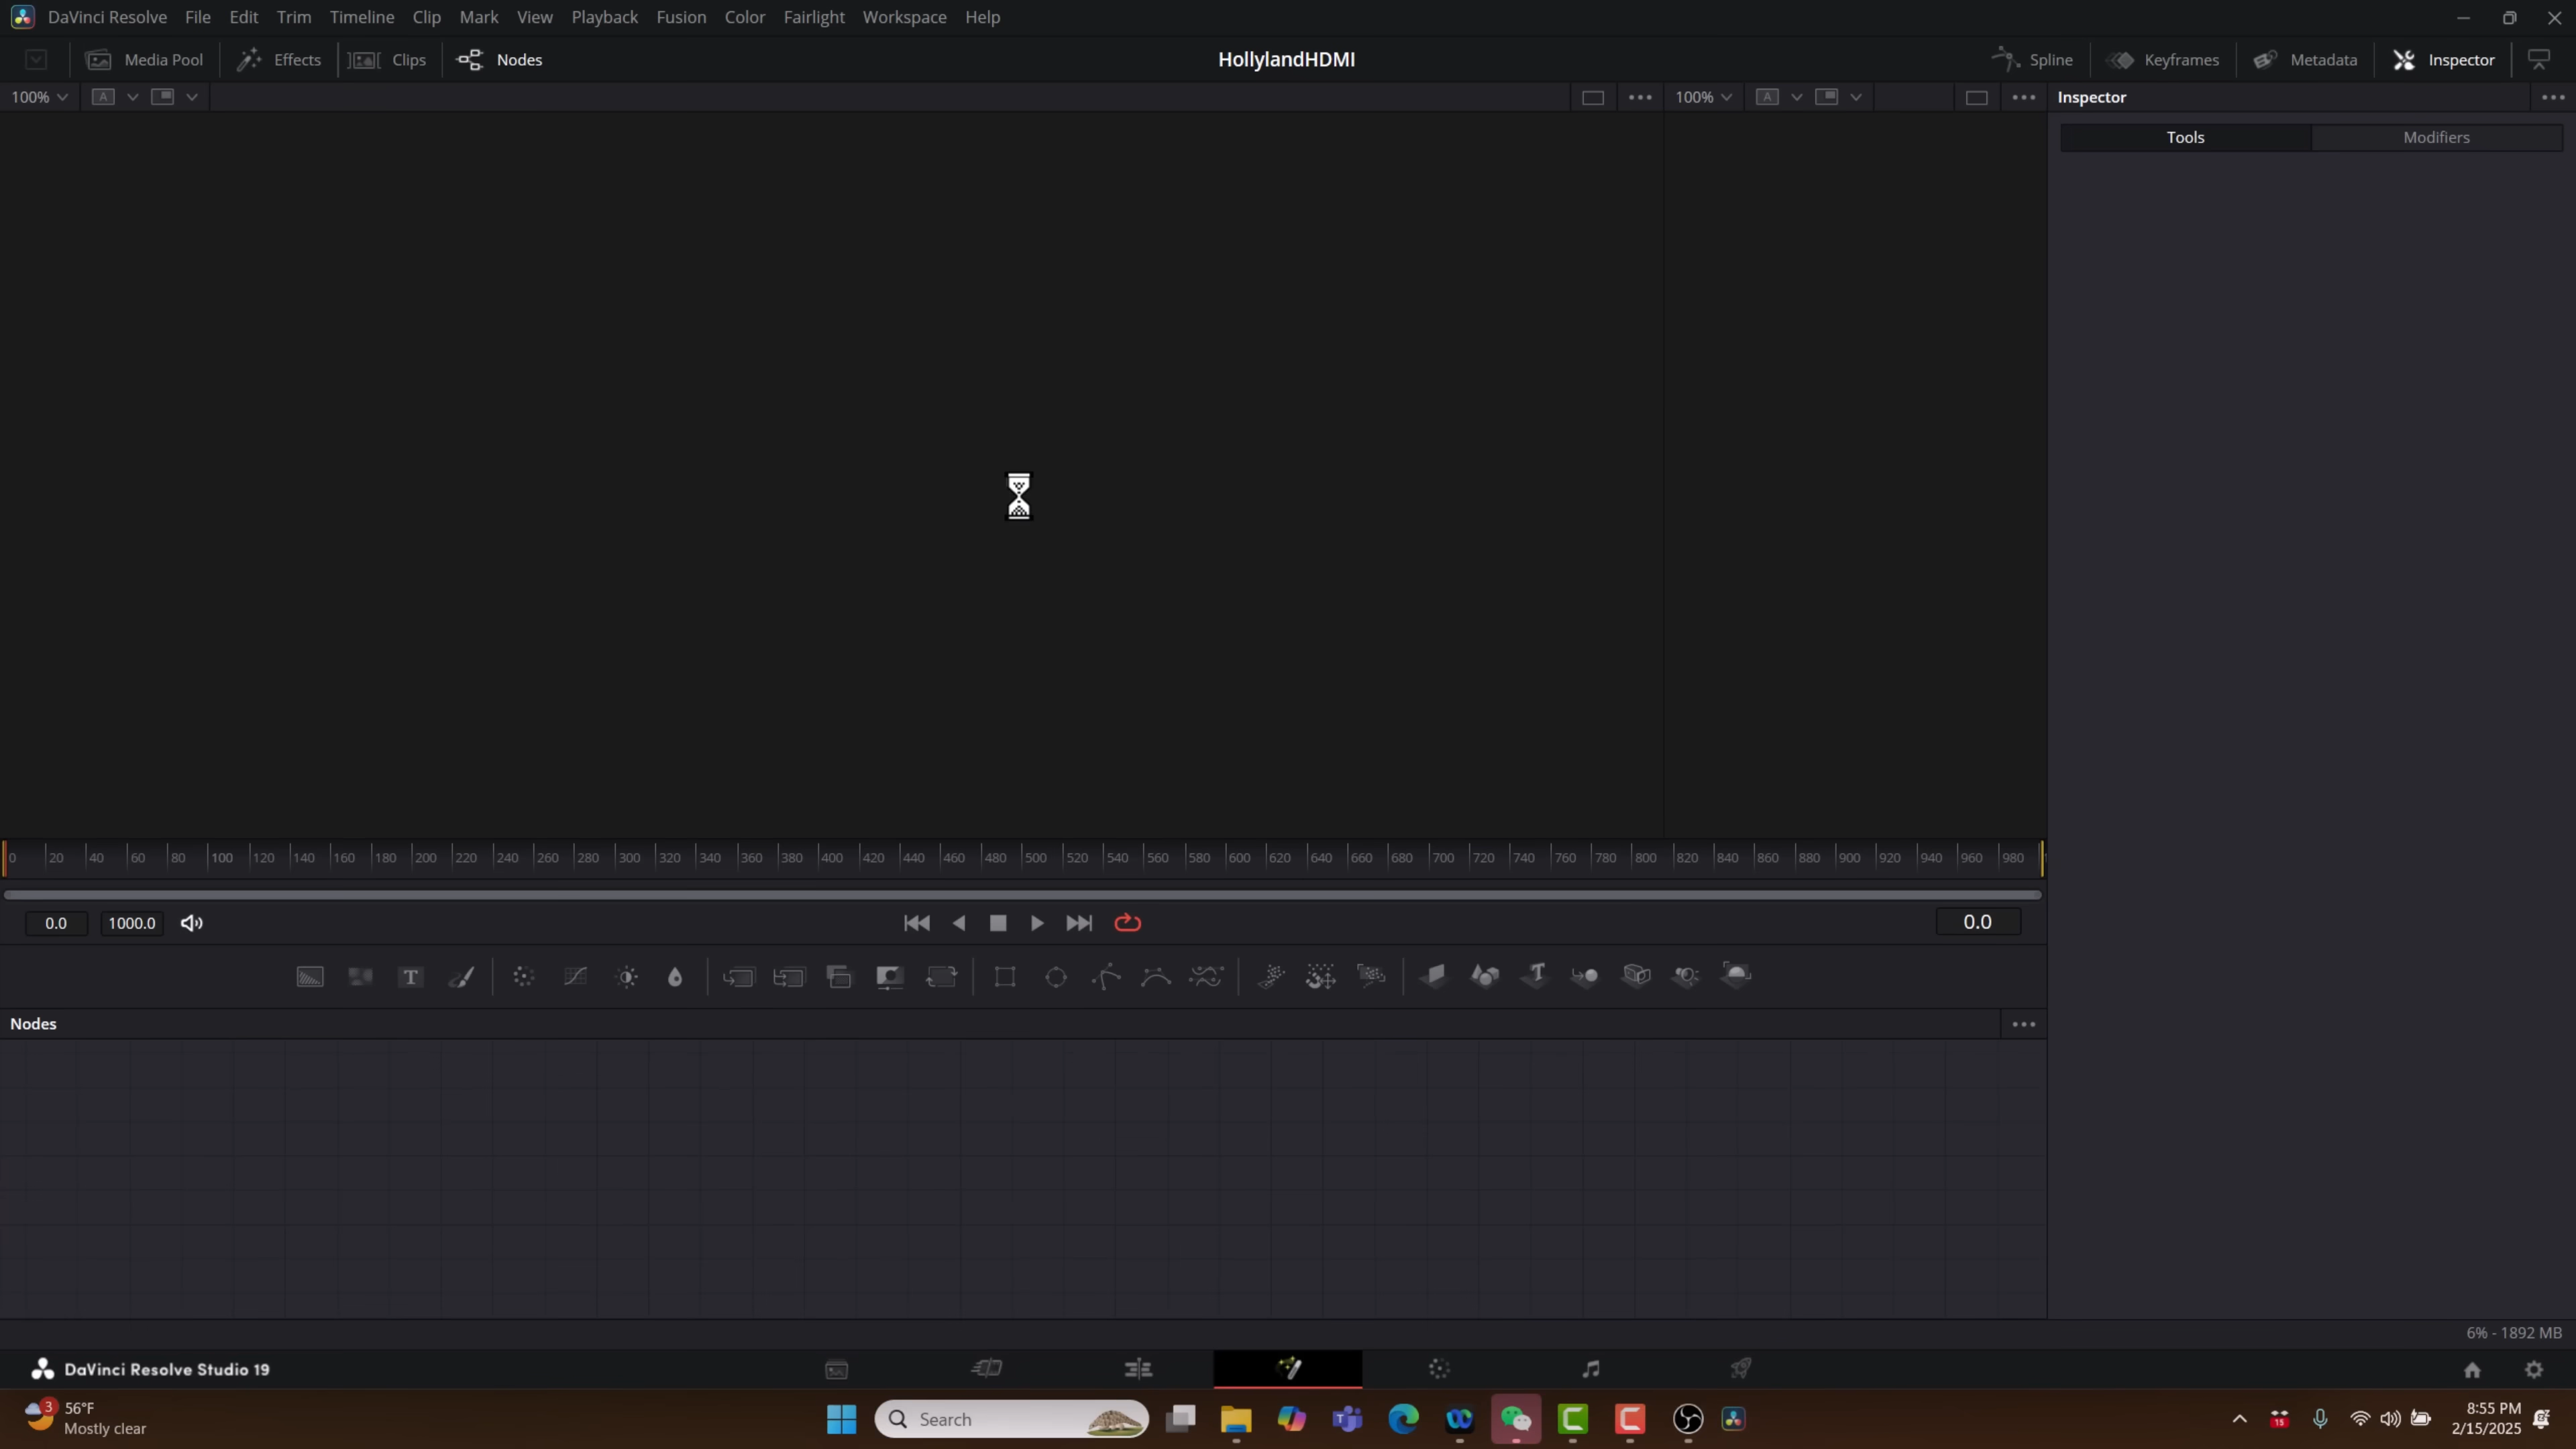 DaVinci Resolve File Edit Trim Timeline Clip Mark View Playback Fusion Color Fairlight Workspace Help
Media Pool Effects Clips Nodes HollylandHDMI Spline Keyframes Metadata Inspector
100% A 100% A Inspector
Tools Modifiers
0 20 40 60 80 100 120 140 160 180 200 220 240 260 280 300 320 340 360 380 400 420 440 460 480 500 520 540 560 580 600 620 640 660 680 700 720 740 760 780 800 820 840 860 880 900 920 940 960 980
0.0 1000.0 0.0
T T
Nodes
6% - 1892 MB
DaVinci Resolve Studio 19
3 56°F
Mostly clear
Search
15
8:55 PM
2/15/2025